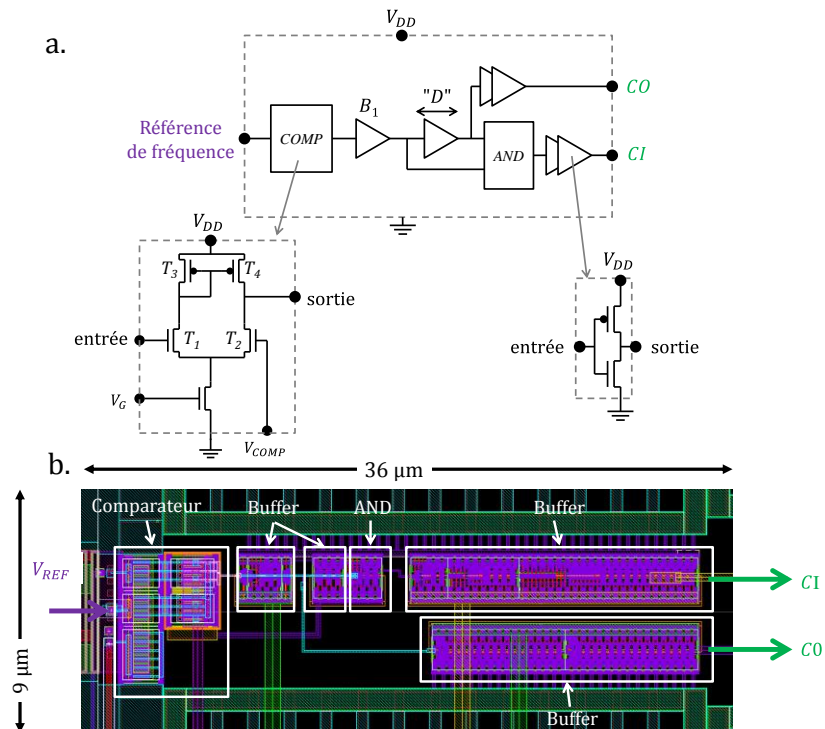 a.
V_DD
CO
"D"
B_1
Référence
de fréquence
COMP
AND
CI
V_DD
T_3
T_4
sortie
entrée
T_1
T_2
V_G
V_COMP
V_DD
entrée
sortie
b.
36 µm
Comparateur
Buffer
AND
Buffer
V_REF
CI
9 µm
C0
Buffer